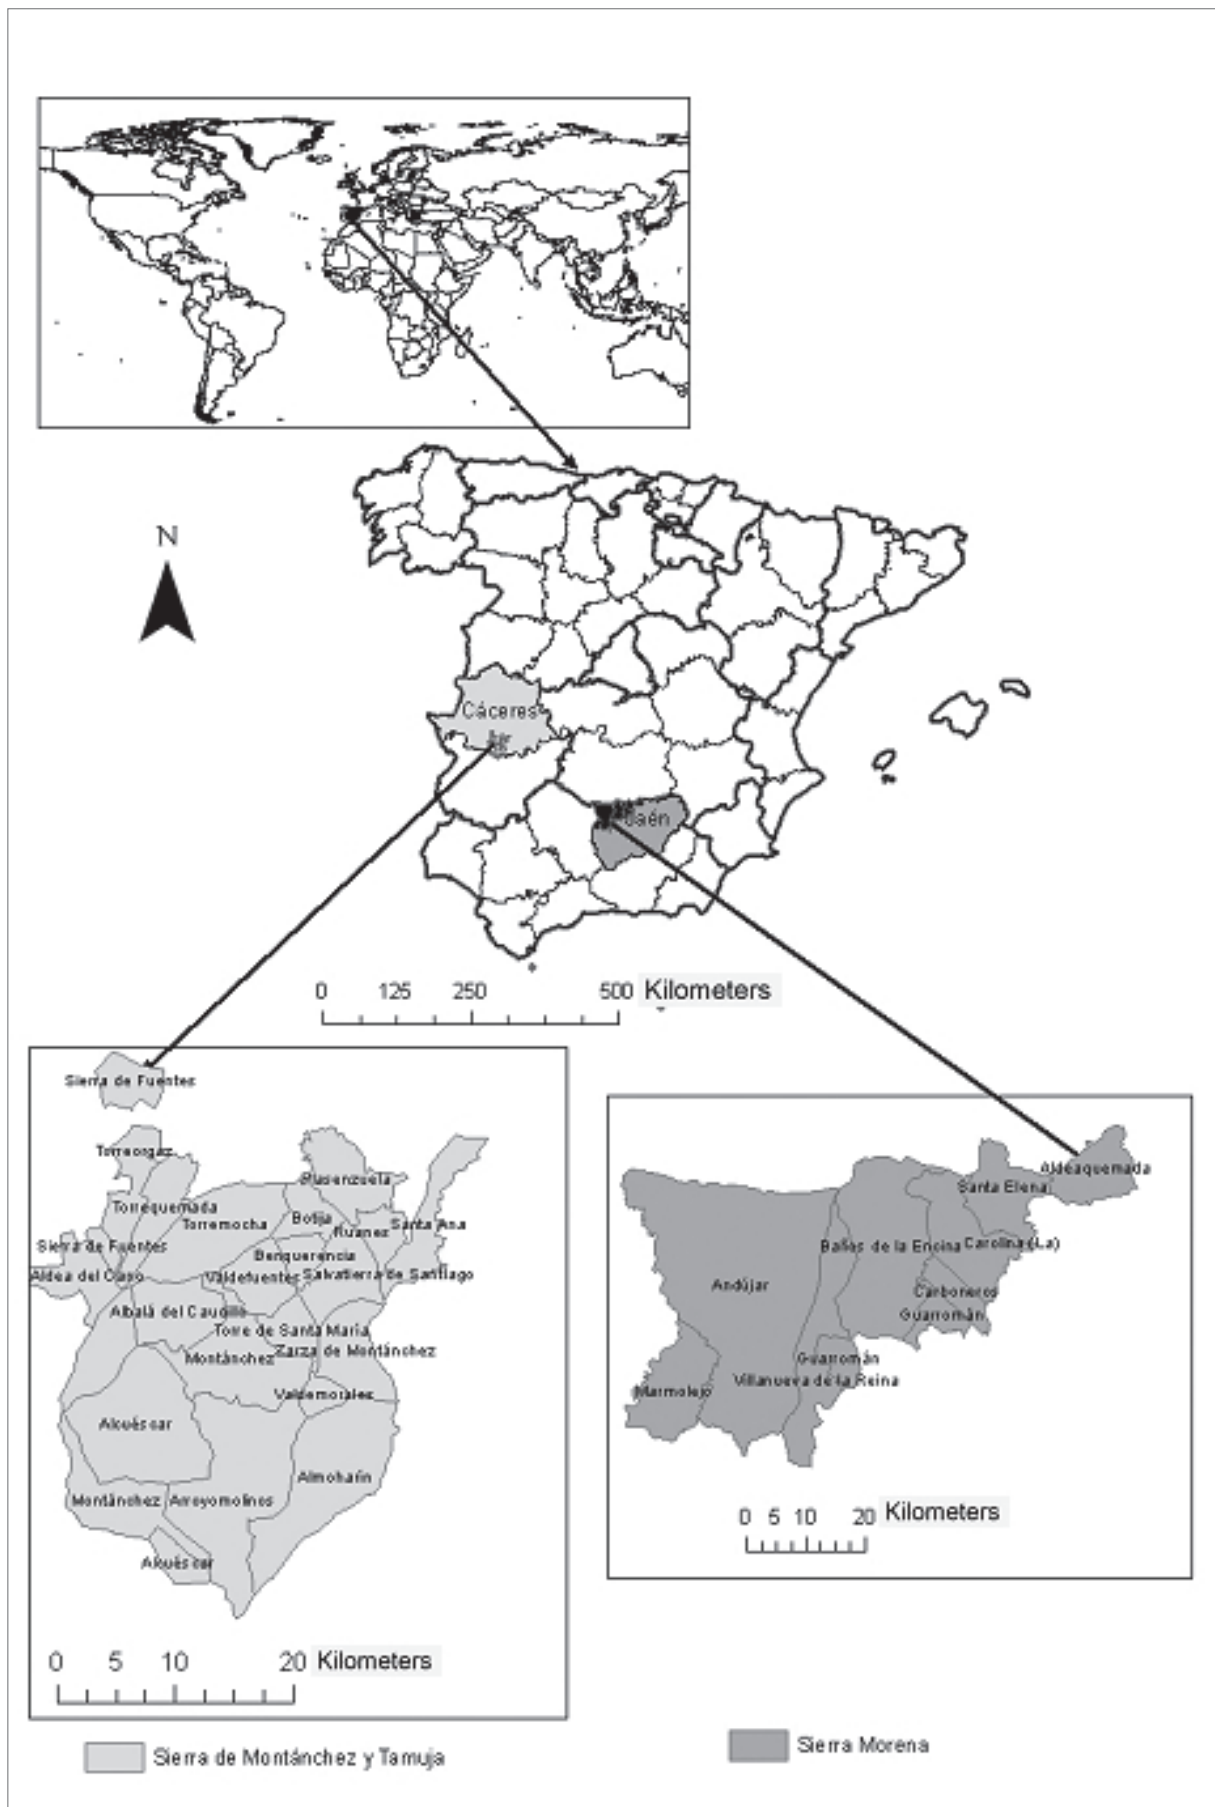 N
Cáceres
Jaén
0 125 250 500 Kilometers
Sierra de Fuentes
Torreorgaz
Plasenzuela
Torrequemada
Torremocha
Botija
Ruanes
Santa Ana
Sierra de Fuentes
Benquerencia
Aldea del Cano
Valdefuentes
Salvatierra de Santiago
Albalá del Caudillo
Torre de Santa María
Montánchez
Zarza de Montánchez
Valdemorales
Alcuéscar
Almoharín
Montánchez
Arroyomolinos
Alcuéscar
0 5 10 20 Kilometers
Sierra de Montánchez y Tamuja
Aldeaquemada
Santa Elena
Baños de la Encina
Carolina (La)
Andújar
Carboneros
Guarromán
Guarromán
Villanueva de la Reina
Marmolejo
0 5 10 20 Kilometers
Sierra Morena